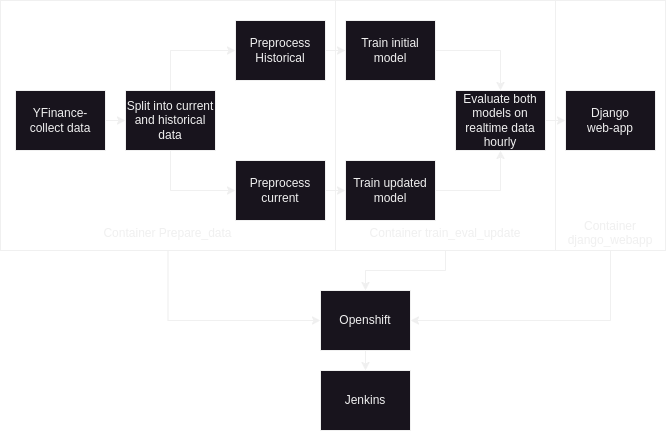 Preprocess
Historical
Train initial
model
YFinance-
collect data
Split into current
and historical
data
Evaluate both
models on
realtime data
hourly
Django
web-app
Preprocess
current
Train updated
model
Container Prepare_data
Container train_eval_update
Container
django_webapp
Openshift
Jenkins